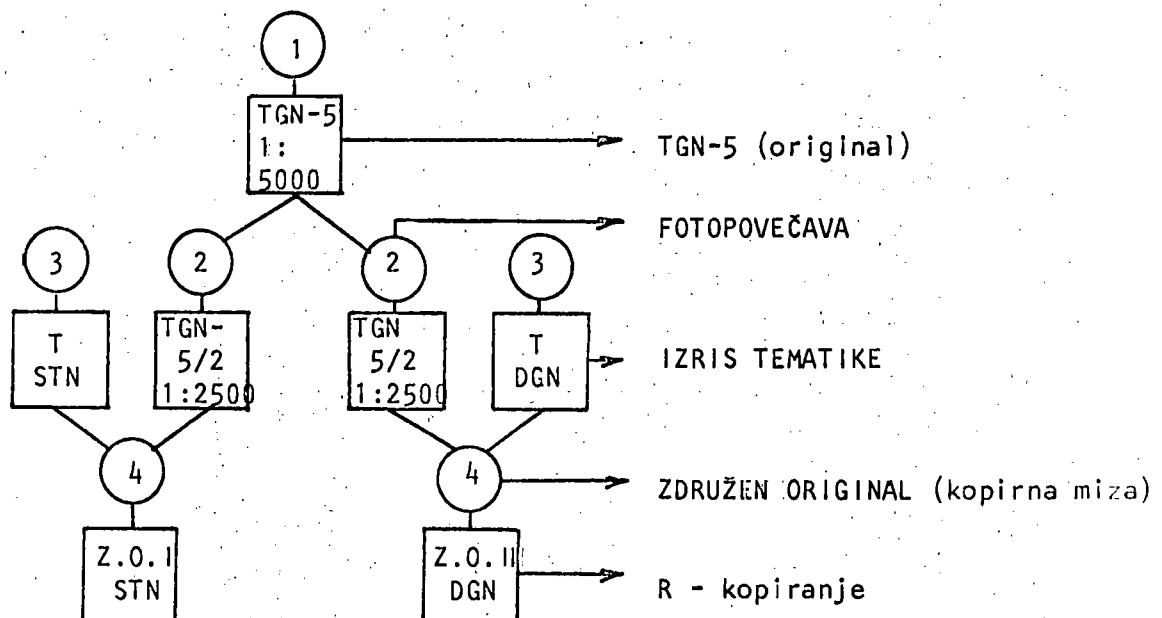 1
TGN-5
1:
5000
TGN-5 (original)
FOTOPOVEČAVA
3
2
2
3
T
STN
TGN-
5/2
1:2500
TGN
5/2
1:2500
T
DGN
IZRIS TEMATIKE
4
4
ZDRUŽEN ORIGINAL (kopirna miza)
Z.O.I
STN
Z.O.II
DGN
R - kopiranje